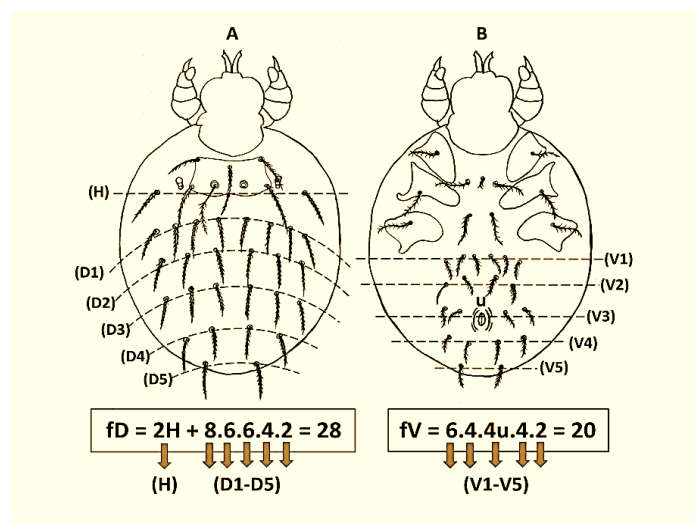 A B
(H)
(D1)
(D2)
(D3)
(D4)
(D5)
(V1)
(V2)
u
(V3)
(V4)
(V5)
fD = 2H + 8.6.6.4.2 = 28
(H) (D1-D5)
fV = 6.4.4u.4.2 = 20
(V1-V5)